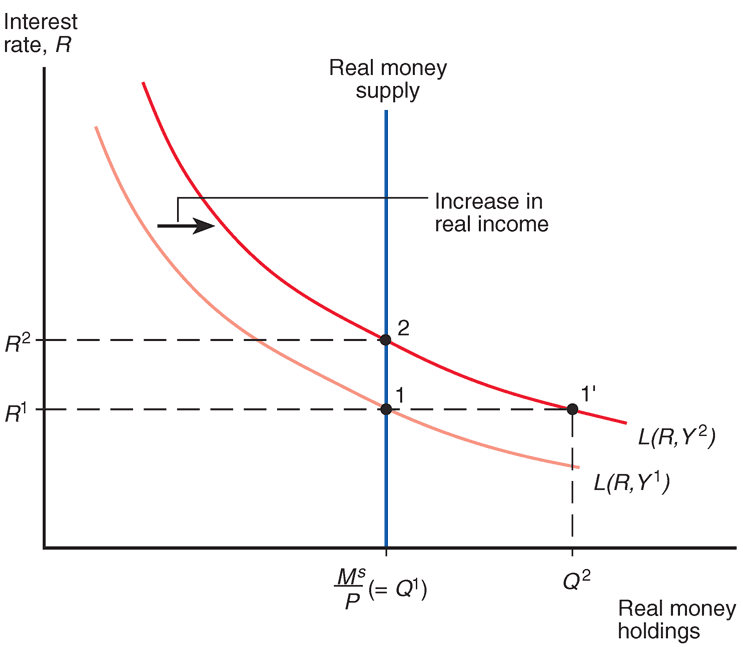 Interest
rate, R
Real money
supply
Increase in
real income
2
R²
1
1'
R¹
L(R,Y²)
L(R,Y¹)
Mˢ
P
(= Q¹)
Q²
Real money
holdings